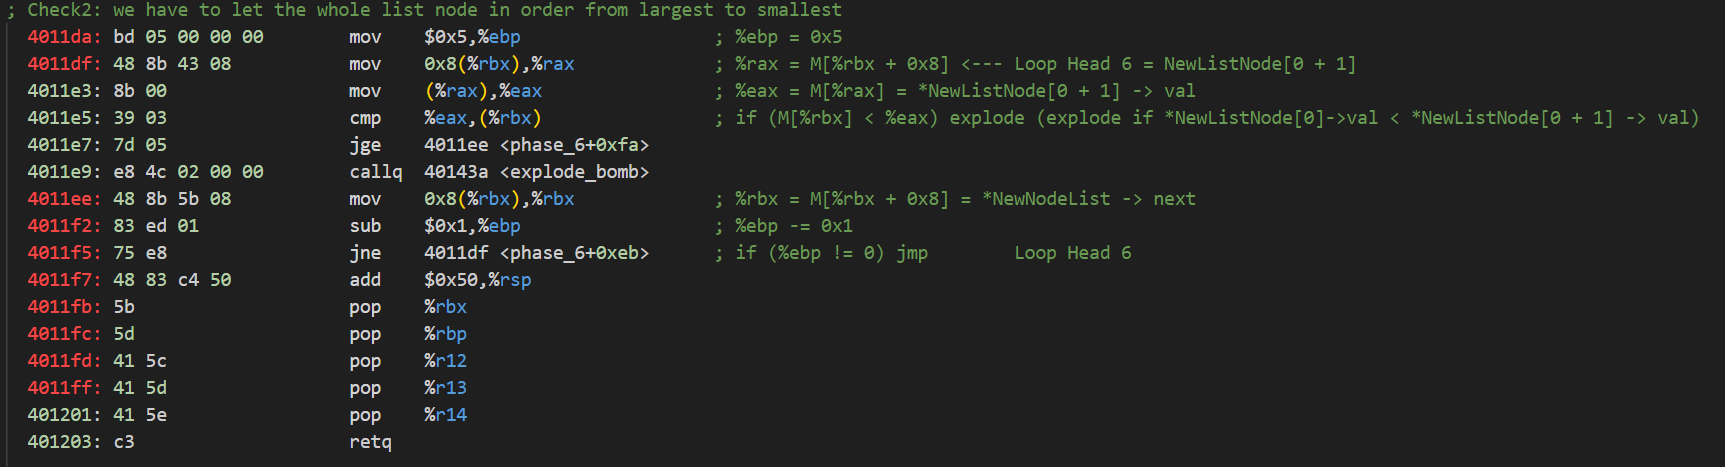 ; Check2: we have to let the whole list node in order from largest to smallest
4011da: bd 05 00 00 00 mov $0x5,%ebp ; %ebp = 0x5
4011df: 48 8b 43 08 mov 0x8(%rbx),%rax ; %rax = M[%rbx + 0x8] <--- Loop Head 6 = NewListNode[0 + 1]
4011e3: 8b 00 mov (%rax),%eax ; %eax = M[%rax] = *NewListNode[0 + 1] -> val
4011e5: 39 03 cmp %eax,(%rbx) ; if (M[%rbx] < %eax) explode (explode if *NewListNode[0]->val < *NewListNode[0 + 1] -> val)
4011e7: 7d 05 jge 4011ee <phase_6+0xfa>
4011e9: e8 4c 02 00 00 callq 40143a <explode_bomb>
4011ee: 48 8b 5b 08 mov 0x8(%rbx),%rbx ; %rbx = M[%rbx + 0x8] = *NewNodeList -> next
4011f2: 83 ed 01 sub $0x1,%ebp ; %ebp -= 0x1
4011f5: 75 e8 jne 4011df <phase_6+0xeb> ; if (%ebp != 0) jmp Loop Head 6
4011f7: 48 83 c4 50 add $0x50,%rsp
4011fb: 5b pop %rbx
4011fc: 5d pop %rbp
4011fd: 41 5c pop %r12
4011ff: 41 5d pop %r13
401201: 41 5e pop %r14
401203: c3 retq